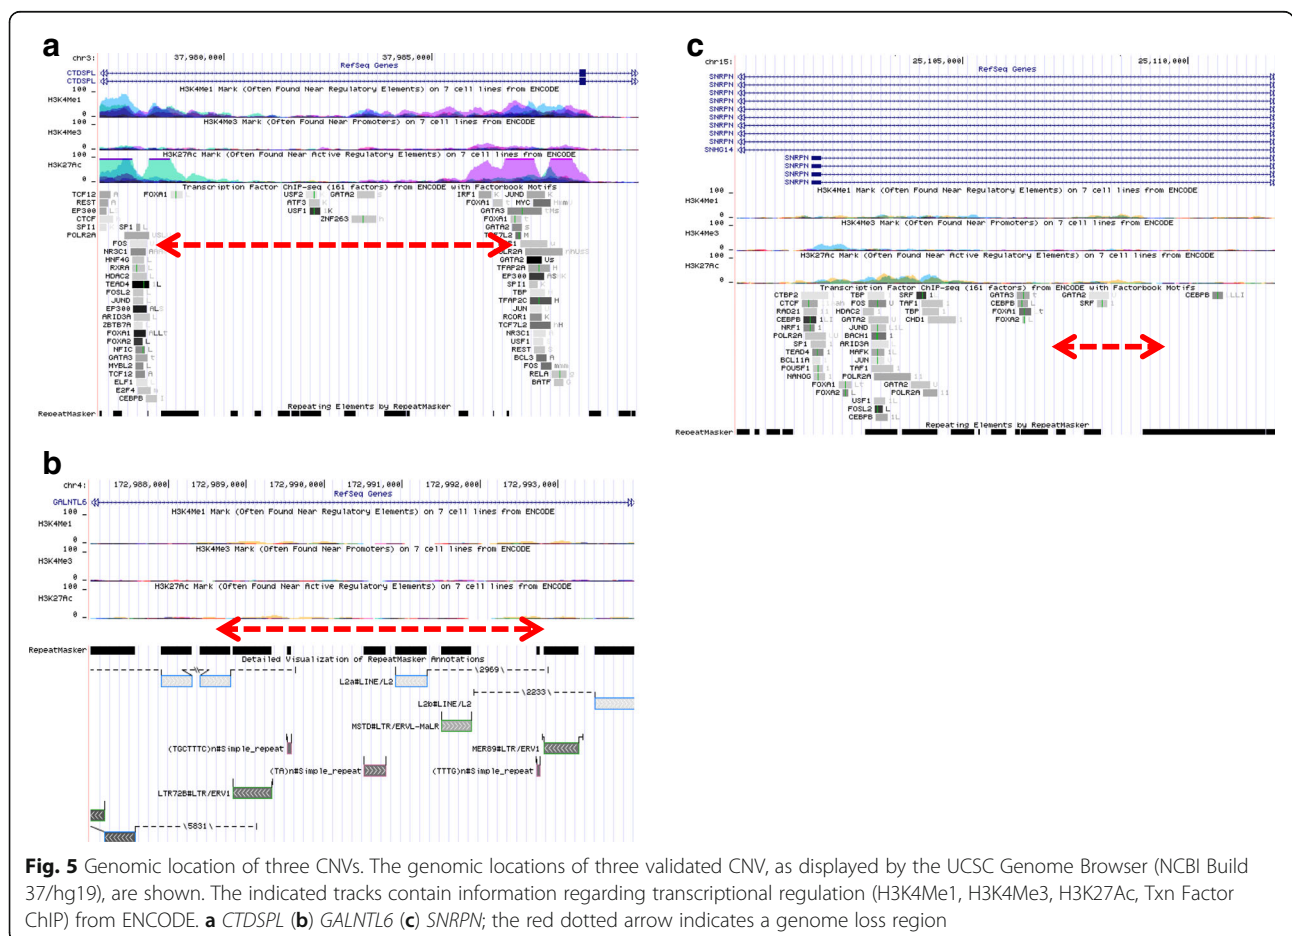 a
chr3: 37,980,000 37,985,000
RefSeq Genes
CTDSPL
CTDSPL
H3K4Me1 Mark (Often Found Near Regulatory Elements) on 7 cell lines from ENCODE
100
H3K4Me1
0
H3K4Me3 Mark (Often Found Near Promoters) on 7 cell lines from ENCODE
100
H3K4Me3
0
H3K27Ac Mark (Often Found Near Active Regulatory Elements) on 7 cell lines from ENCODE
100
H3K27Ac
0
Transcription Factor ChIP-seq (161 factors) from ENCODE with Factorbook Motifs
TCF12 FOXA1 USF2 GATA2 IRF1 JUND
REST ATF3 FOXA1 MYC
EP300 USF1 GATA3
CTCF ZNF263 FOXA1
SPI1 SP1 GATA2
POLR2A
FOS
NR3C1
HNF4G GATA2
RXRA TFAP2A
HDAC2 EP300
TEAD4 SPI1
FOSL2 TBP
JUND TFAP2C
EP300 JUN
ARID3A RCOR1
ZBTB7A TCF7L2
FOXA1 NR3C1
FOXA2 USF1
NFIC REST
GATA3 BCL3
MYBL2 FOS
TCF12 RELA
ELF1 BATF
E2F4
CEBPB
Repeating Elements by RepeatMasker
RepeatMasker
c
chr15: 25,105,000 25,110,000
RefSeq Genes
SNRPN
SNRPN
SNRPN
SNRPN
SNRPN
SNRPN
SNRPN
SNRPN
SNHG14
SNRPN
SNRPN
SNRPN
SNRPN
H3K4Me1 Mark (Often Found Near Regulatory Elements) on 7 cell lines from ENCODE
100
H3K4Me1
0
H3K4Me3 Mark (Often Found Near Promoters) on 7 cell lines from ENCODE
100
H3K4Me3
0
H3K27Ac Mark (Often Found Near Active Regulatory Elements) on 7 cell lines from ENCODE
100
H3K27Ac
0
Transcription Factor ChIP-seq (161 factors) from ENCODE with Factorbook Motifs
CTBP2 TBP SRF GATA3 GATA2 CEBPB
CTCF FOS TAF1 CEBPB SRF
RAD21 HDAC2 TBP FOXA1
CEBPB GATA2 CHD1 FOXA2
NRF1 JUND
POLR2A BACH1
SP1 ARID3A
TEAD4 MAFK
BCL11A JUN
POU5F1 TAF1
NANOG POLR2A
FOXA1 GATA2
FOXA2 POLR2A
USF1
FOSL2
CEBPB
Repeating Elements by RepeatMasker
RepeatMasker
b
chr4: 172,988,000 172,989,000 172,990,000 172,991,000 172,992,000 172,993,000
RefSeq Genes
GALNTL6
H3K4Me1 Mark (Often Found Near Regulatory Elements) on 7 cell lines from ENCODE
100
H3K4Me1
0
H3K4Me3 Mark (Often Found Near Promoters) on 7 cell lines from ENCODE
100
H3K4Me3
0
H3K27Ac Mark (Often Found Near Active Regulatory Elements) on 7 cell lines from ENCODE
100
H3K27Ac
0
RepeatMasker
Detailed Visualization of RepeatMasker Annotations
2969
L2a#LINE/L2
2233
L2b#LINE/L2
MSTD#LTR/ERVL-MaLR
(TGCTTTC)n#Simple_repeat MER89#LTR/ERV1
(TA)n#Simple_repeat (TTTG)n#Simple_repeat
LTR72B#LTR/ERV1
5831
Fig. 5 Genomic location of three CNVs. The genomic locations of three validated CNV, as displayed by the UCSC Genome Browser (NCBI Build
37/hg19), are shown. The indicated tracks contain information regarding transcriptional regulation (H3K4Me1, H3K4Me3, H3K27Ac, Txn Factor
ChIP) from ENCODE. a CTDSPL (b) GALNTL6 (c) SNRPN; the red dotted arrow indicates a genome loss region